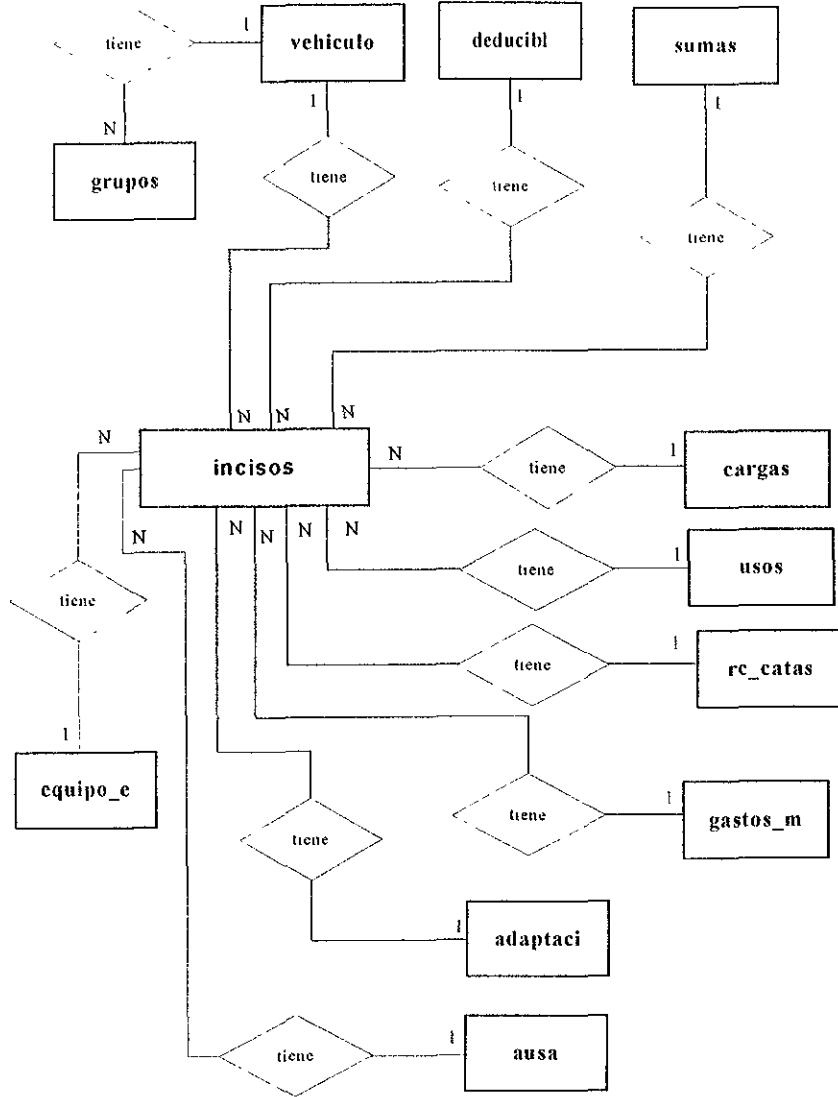 tiene
1
vehiculo
deducibl
sumas
1
1
1
N
grupos
tiene
tiene
tiene
N
N
N
N
incisos
N
tiene
1
cargas
N
N
N
N
N
tiene
1
usos
tiene
tiene
1
rc_catas
1
equipo_e
tiene
1
gastos_m
tiene
1
adaptaci
tiene
1
ausa